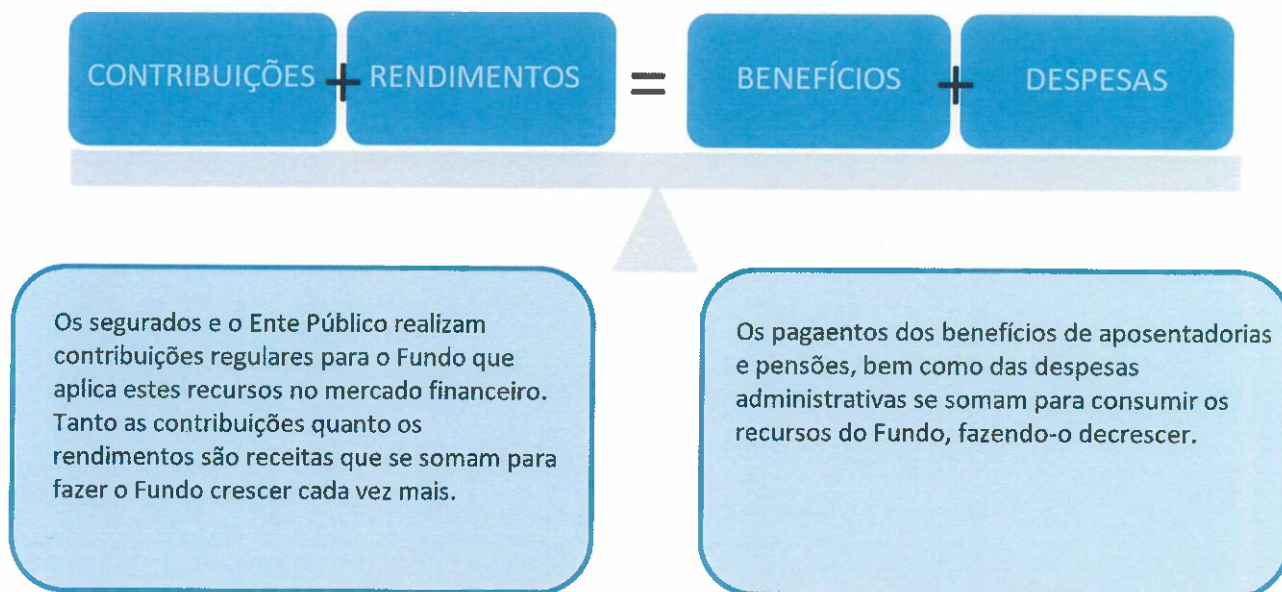 CONTRIBUIÇÕES + RENDIMENTOS = BENEFÍCIOS + DESPESAS
Os segurados e o Ente Público realizam
contribuições regulares para o Fundo que
aplica estes recursos no mercado financeiro.
Tanto as contribuições quanto os
rendimentos são receitas que se somam para
fazer o Fundo crescer cada vez mais.
Os pagaentos dos benefícios de aposentadorias
e pensões, bem como das despesas
administrativas se somam para consumir os
recursos do Fundo, fazendo-o decrescer.